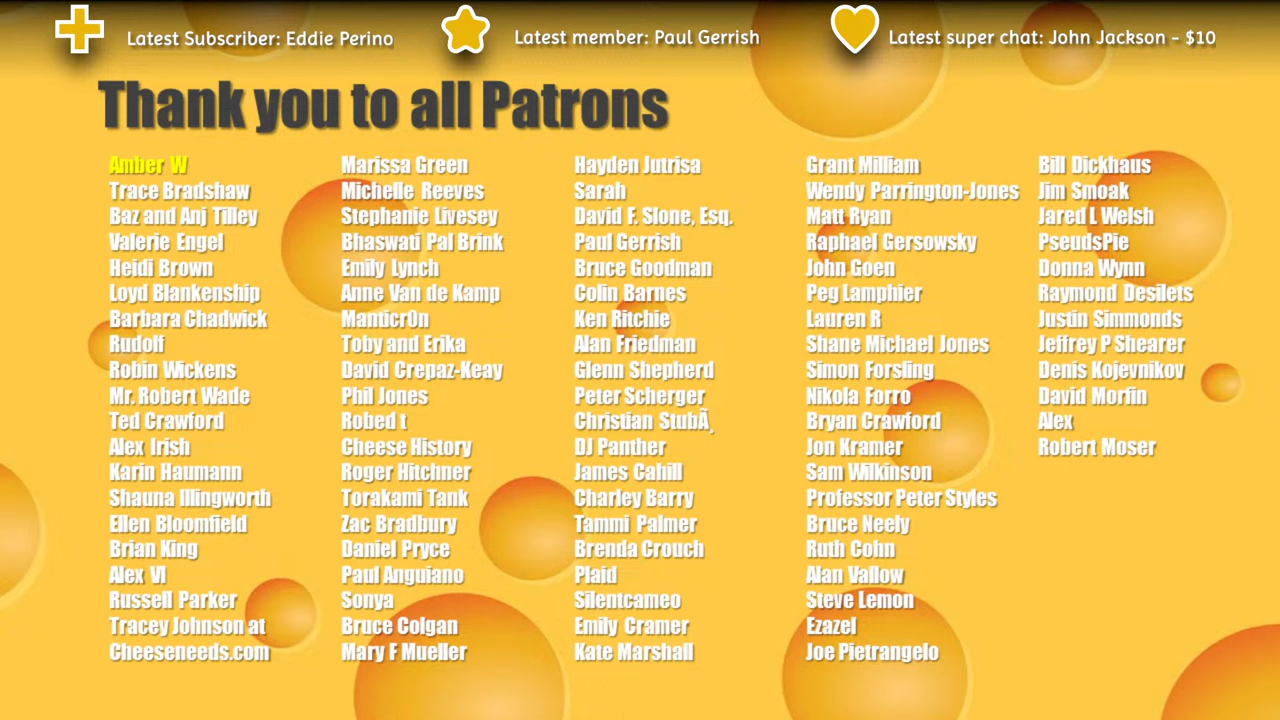 Latest Subscriber: Eddie Perino
Latest member: Paul Gerrish
Latest super chat: John Jackson - $10
Thank you to all Patrons
Amber W
Trace Bradshaw
Baz and Anj Tilley
Valerie Engel
Heidi Brown
Loyd Blankenship
Barbara Chadwick
Rudolf
Robin Wickens
Mr. Robert Wade
Ted Crawford
Alex Irish
Karin Haumann
Shauna Illingworth
Ellen Bloomfield
Brian King
Alex VI
Russell Parker
Tracey Johnson at
Cheeseneeds.com
Marissa Green
Michelle Reeves
Stephanie Livesey
Bhaswati Pal Brink
Emily Lynch
Anne Van de Kamp
Manticr0n
Toby and Erika
David Crepaz-Keay
Phil Jones
Robed t
Cheese History
Roger Hitchner
Torakami Tank
Zac Bradbury
Daniel Pryce
Paul Anguiano
Sonya
Bruce Colgan
Mary F Mueller
Hayden Jutrisa
Sarah
David F. Slone, Esq.
Paul Gerrish
Bruce Goodman
Colin Barnes
Ken Ritchie
Alan Friedman
Glenn Shepherd
Peter Scherger
Christian StubÃ¸
DJ Panther
James Cahill
Charley Barry
Tammi Palmer
Brenda Crouch
Plaid
Silentcameo
Emily Cramer
Kate Marshall
Grant Milliam
Wendy Parrington-Jones
Matt Ryan
Raphael Gersowsky
John Goen
Peg Lamphier
Lauren R
Shane Michael Jones
Simon Forsling
Nikola Forro
Bryan Crawford
Jon Kramer
Sam Wilkinson
Professor Peter Styles
Bruce Neely
Ruth Cohn
Alan Vallow
Steve Lemon
Ezazel
Joe Pietrangelo
Bill Dickhaus
Jim Smoak
Jared L Welsh
PseudsPie
Donna Wynn
Raymond Desilets
Justin Simmonds
Jeffrey P Shearer
Denis Kojevnikov
David Morfin
Alex
Robert Moser